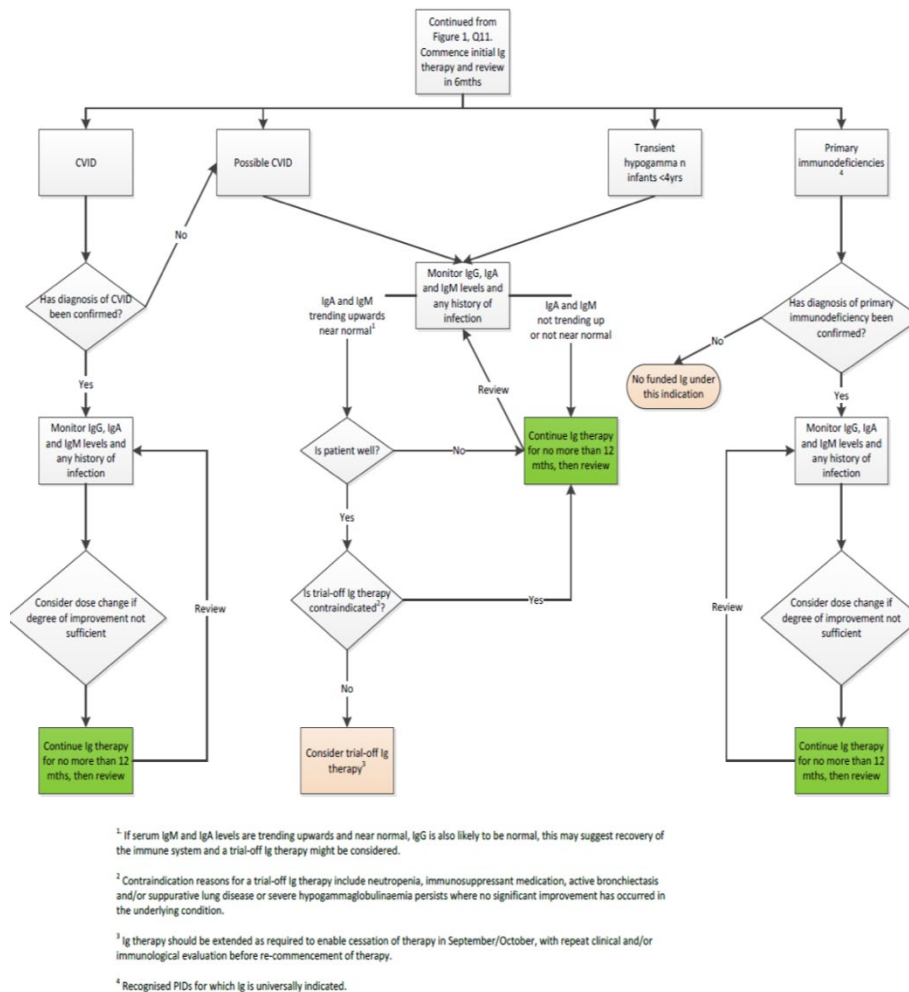 Continued from
Figure 1, Q11.
Commence initial Ig
therapy and review
in 6mths
CVID
Possible CVID
Transient
hypogamma n
infants <4yrs
Primary
immunodeficiencies
4
No
Has diagnosis of CVID
been confirmed?
IgA and IgM
trending upwards
near normal1
Monitor IgG, IgA
and IgM levels and
any history of
infection
IgA and IgM
not trending up
or not near normal
Has diagnosis of primary
immunodeficiency been
confirmed?
No
No funded Ig under
this indication
Yes
Review
Yes
Monitor IgG, IgA
and IgM levels and
any history of
infection
Is patient well?
No
Continue Ig therapy
for no more than 12
mths, then review
Monitor IgG, IgA
and IgM levels and
any history of
infection
Yes
Consider dose change if
degree of improvement not
sufficient
Review
Is trial-off Ig therapy
contraindicated2?
Yes
Review
Consider dose change if
degree of improvement not
sufficient
No
Continue Ig therapy
for no more than 12
mths, then review
Consider trial-off Ig
therapy3
Continue Ig therapy
for no more than 12
mths, then review
1. If serum IgM and IgA levels are trending upwards and near normal, IgG is also likely to be normal, this may suggest recovery of
the immune system and a trial-off Ig therapy might be considered.
2 Contraindication reasons for a trial-off Ig therapy include neutropenia, immunosuppressant medication, active bronchiectasis
and/or suppurative lung disease or severe hypogammaglobulinaemia persists where no significant improvement has occurred in
the underlying condition.
3 Ig therapy should be extended as required to enable cessation of therapy in September/October, with repeat clinical and/or
immunological evaluation before re-commencement of therapy.
4 Recognised PIDs for which Ig is universally indicated.